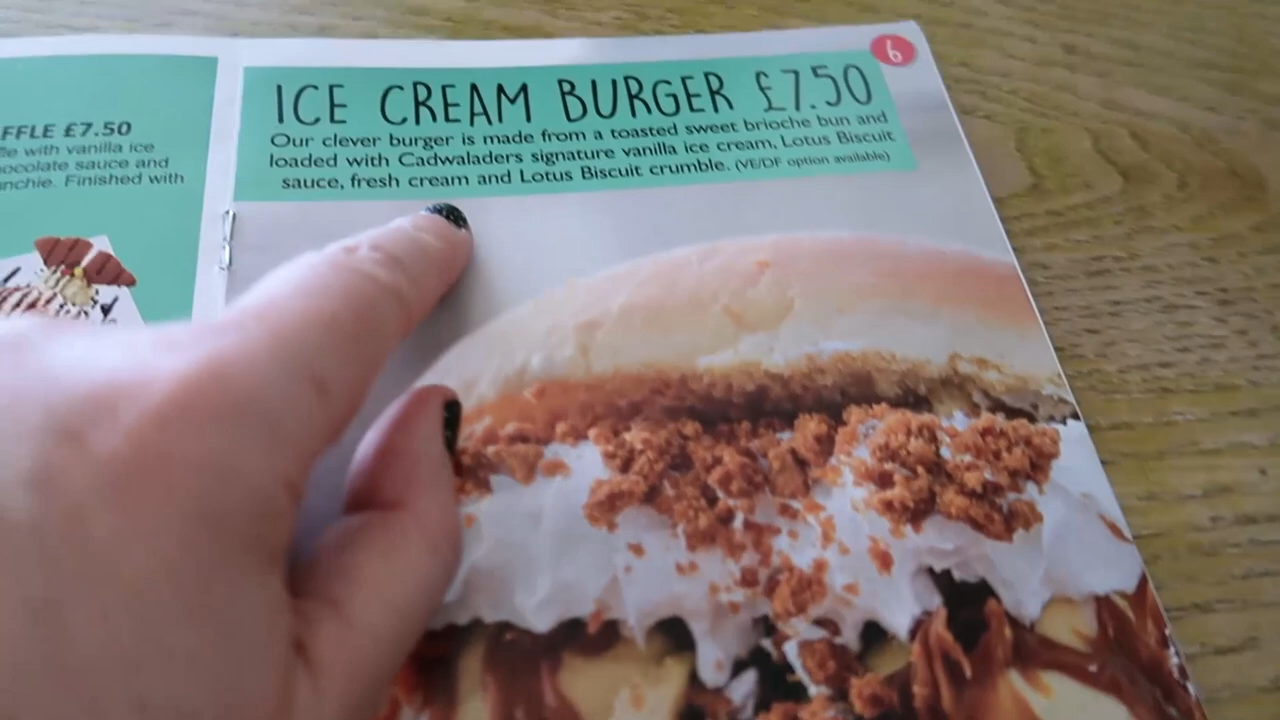 FFLE £7.50
with vanilla ice
ocolate sauce and
nchie. Finished with
6
ICE CREAM BURGER £7.50
Our clever burger is made from a toasted sweet brioche bun and
loaded with Cadwaladers signature vanilla ice cream, Lotus Biscuit
sauce, fresh cream and Lotus Biscuit crumble. (VE/DF option available)